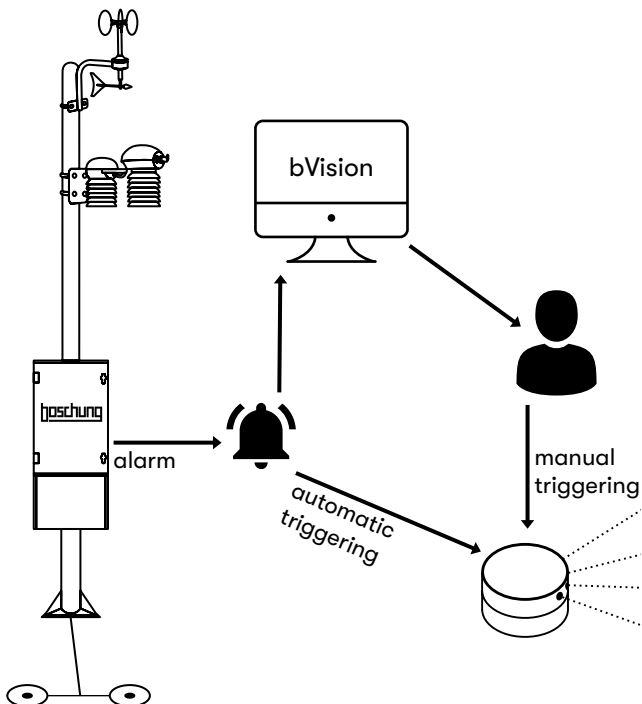 bVision
boschung
alarm
automatic
triggering
manual
triggering